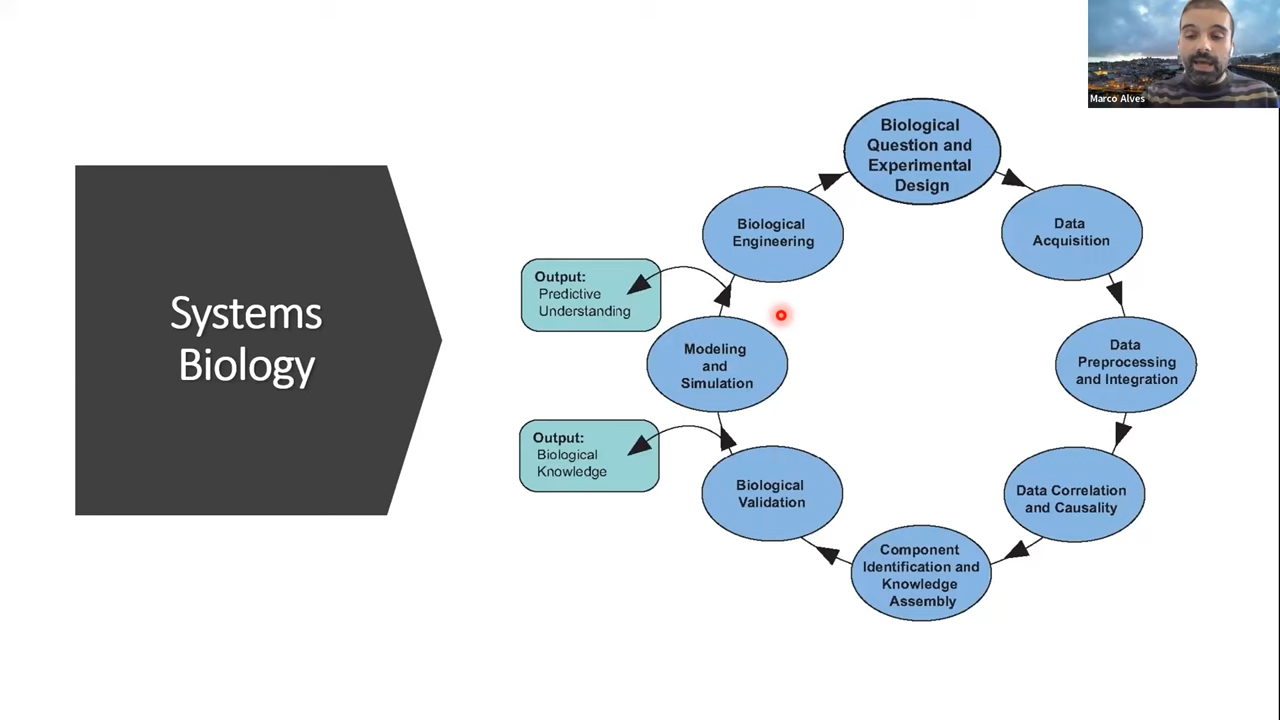 Systems
Biology
Biological
Question and
Experimental
Design
Data
Acquisition
Data
Preprocessing
and Integration
Data Correlation
and Causality
Component
Identification and
Knowledge
Assembly
Biological
Validation
Output:
Biological
Knowledge
Modeling
and
Simulation
Output:
Predictive
Understanding
Biological
Engineering
Marco Alves